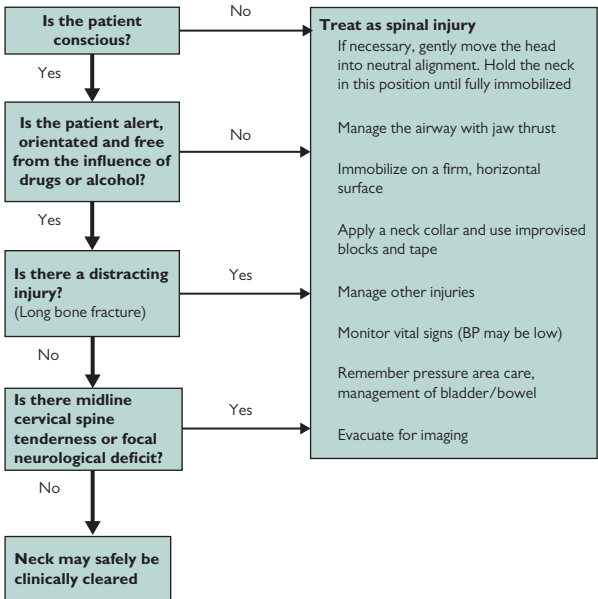 Is the patient
conscious?
No
Yes
Is the patient alert,
orientated and free
from the influence of
drugs or alcohol?
No
Yes
Is there a distracting
injury?
(Long bone fracture)
Yes
No
Is there midline
cervical spine
tenderness or focal
neurological deficit?
Yes
No
Neck may safely be
clinically cleared
Treat as spinal injury
If necessary, gently move the head
into neutral alignment. Hold the neck
in this position until fully immobilized
Manage the airway with jaw thrust
Immobilize on a firm, horizontal
surface
Apply a neck collar and use improvised
blocks and tape
Manage other injuries
Monitor vital signs (BP may be low)
Remember pressure area care,
management of bladder/bowel
Evacuate for imaging